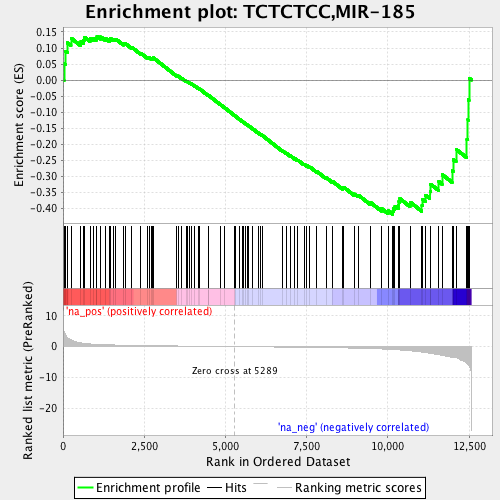 Enrichment plot: TCTCTCC,MIR-185
Enrichment score (ES)
0.15
0.10
0.05
0.00
-0.05
-0.10
-0.15
-0.20
-0.25
-0.30
-0.35
-0.40
'na_pos' (positively correlated)
Ranked list metric (PreRanked)
10
0
-10
-20
Zero cross at 5289
'na_neg' (negatively correlated)
0
2,500
5,000
7,500
10,000
12,500
Rank in Ordered Dataset
Enrichment profile
Hits
Ranking metric scores